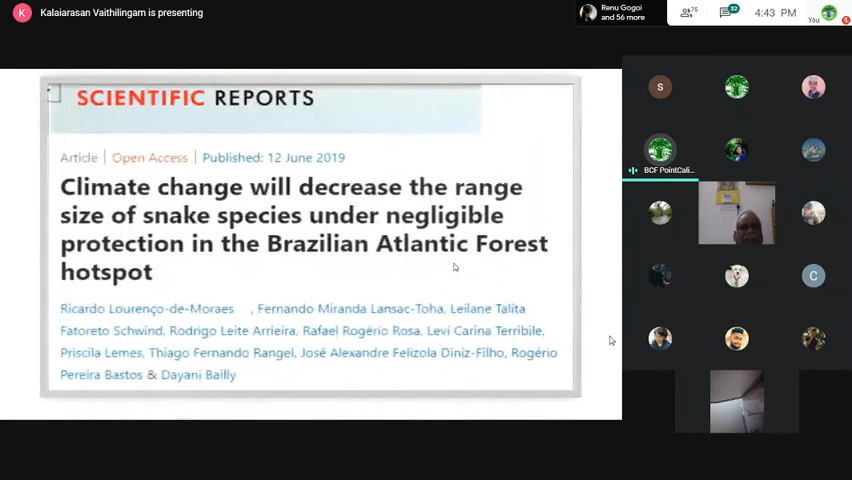 K Kalaiarasan Vaithilingam is presenting
Renu Gogoi
and 56 more
75
32
4:43 PM
You
SCIENTIFIC REPORTS
Article | Open Access | Published: 12 June 2019
Climate change will decrease the range
size of snake species under negligible
protection in the Brazilian Atlantic Forest
hotspot
Ricardo Lourenço-de-Moraes , Fernando Miranda Lansac-Toha, Leilane Talita
Fatoreto Schwind, Rodrigo Leite Arrieira, Rafael Rogério Rosa, Levi Carina Terribile,
Priscila Lemes, Thiago Fernando Rangel, José Alexandre Felizola Diniz-Filho, Rogério
Pereira Bastos & Dayani Bailly
S
BCF PointCali...
C